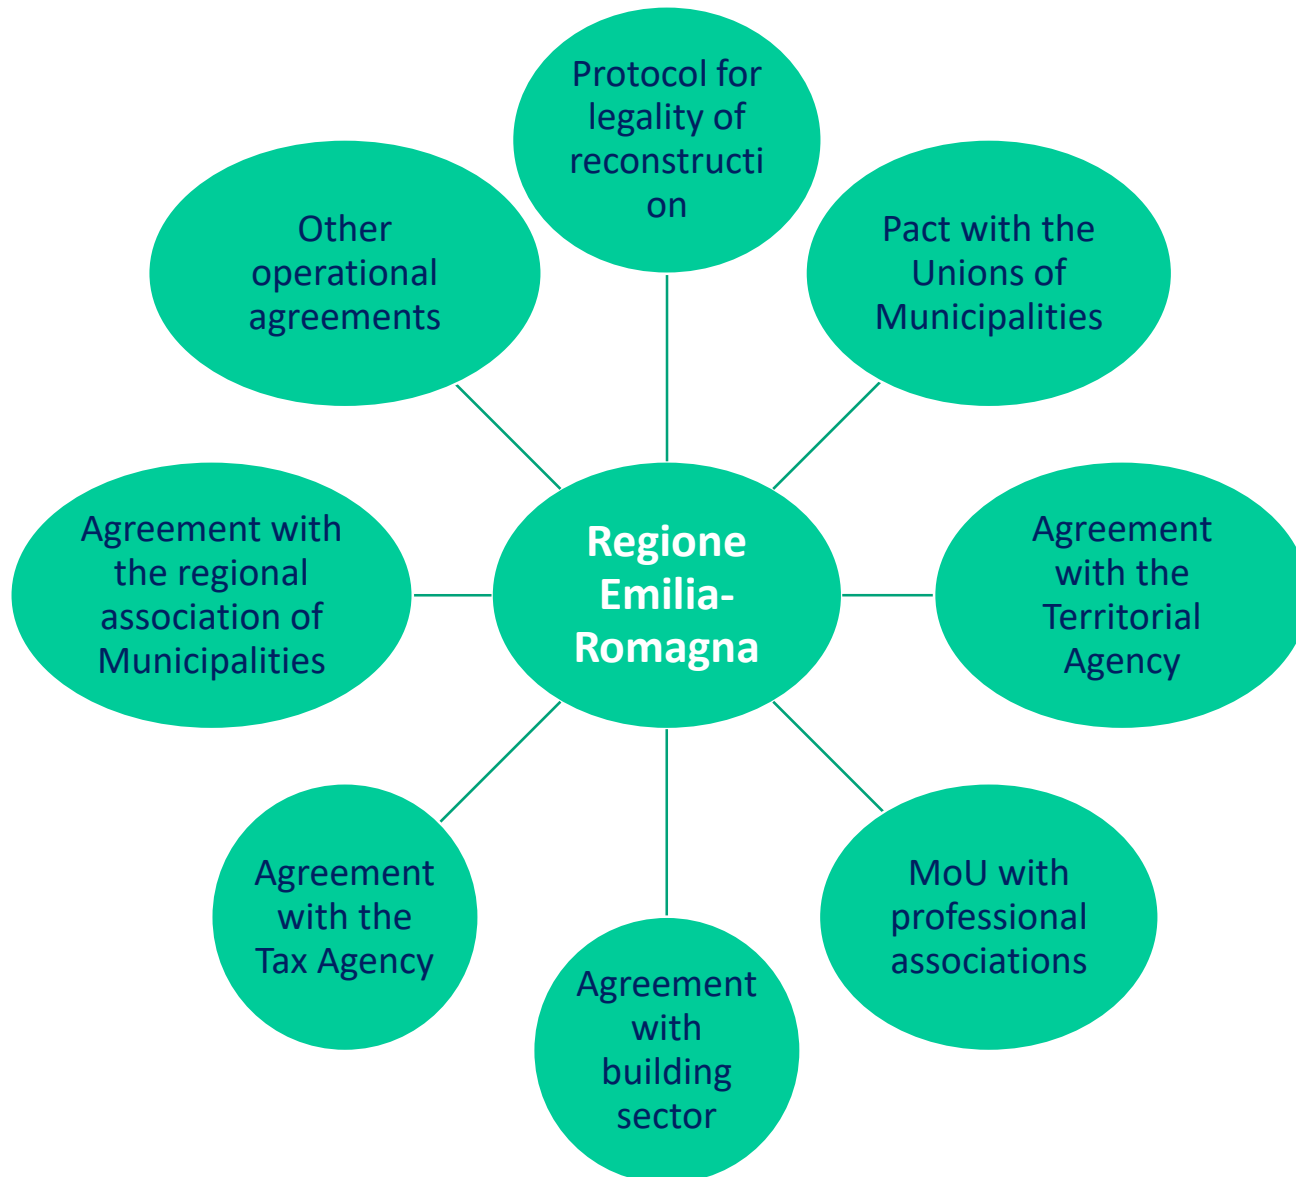 Protocol for
legality of
reconstructi
on
Other
operational
agreements
Pact with the
Unions of
Municipalities
Agreement with
the regional
association of
Municipalities
Regione
Emilia-
Romagna
Agreement
with the
Territorial
Agency
Agreement
with the
Tax Agency
MoU with
professional
associations
Agreement
with
building
sector